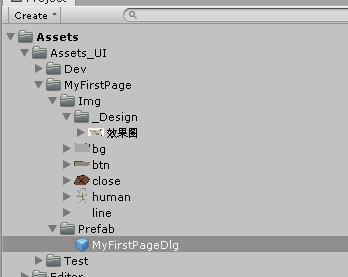 Project
Create
Assets
Assets_UI
Dev
MyFirstPage
Img
_Design
效果图
bg
btn
close
human
line
Prefab
MyFirstPageDlg
Test
Editor